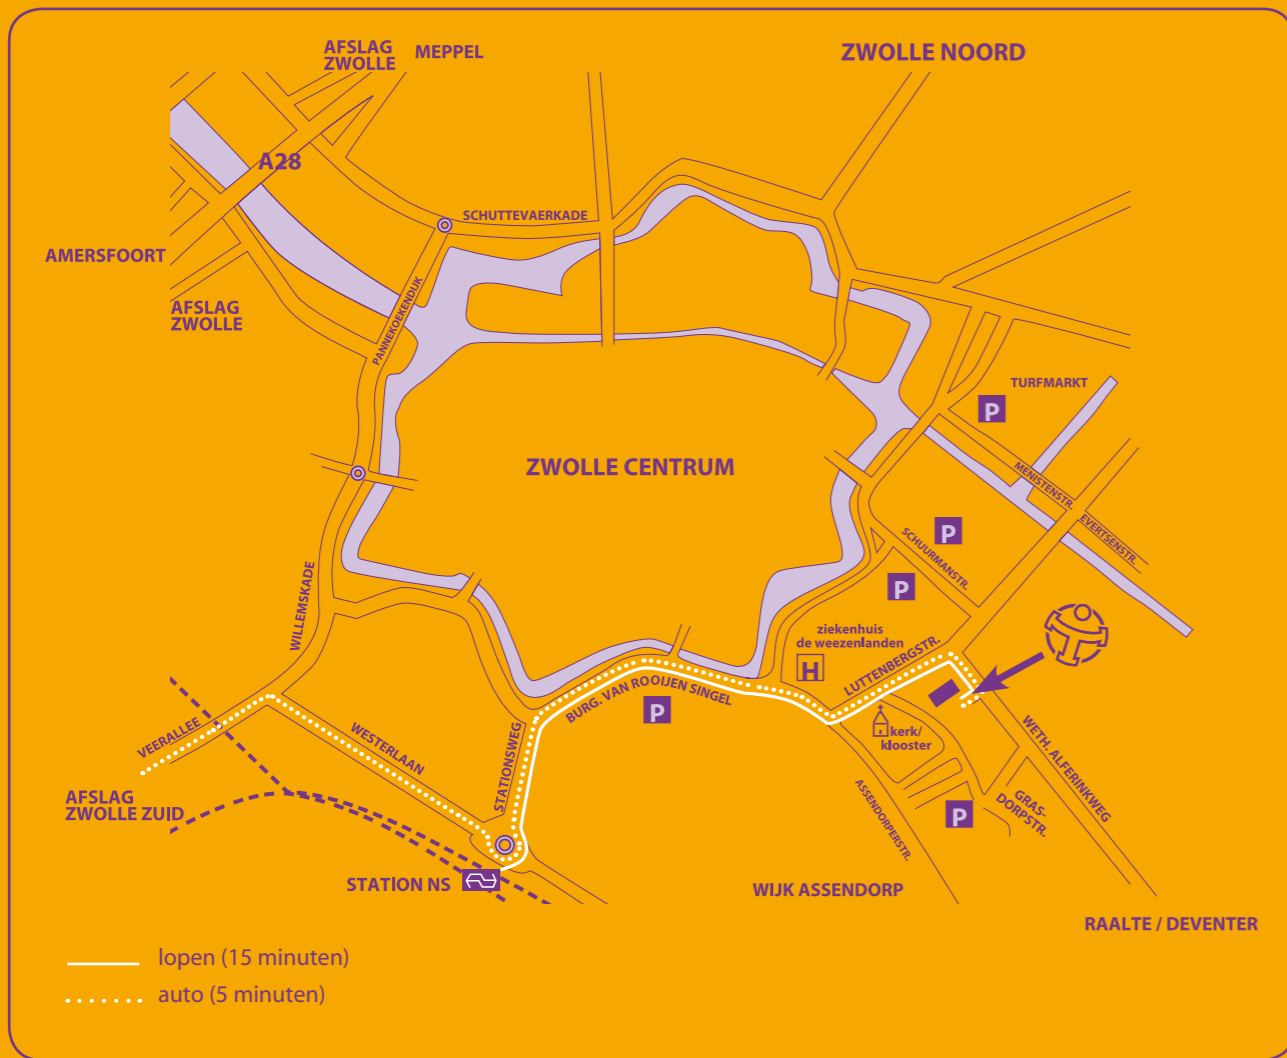 AFSLAG
ZWOLLE
MEPPEL
ZWOLLE NOORD
A28
SCHUTTEVAERKADE
AMERSFOORT
AFSLAG
ZWOLLE
PANNEKOEKENDIJK
TURFMARKT
P
ZWOLLE CENTRUM
MENISTENSTR.
EVERTSENSTR.
P
SCHUURMANSTR.
P
WILLEMSKADE
ziekenhuis
de weezenlanden
H
LUTTENBERGSTR.
BURG. VAN ROOIJEN SINGEL
P
kerk/
klooster
VEERALLEE
WESTERLAAN
STATIONSWEG
WETH. ALFERINKWEG
AFSLAG
ZWOLLE ZUID
ASSENDORPERSTR.
P
GRAS-
DORPSTR.
STATION NS
WIJK ASSENDORP
RAALTE / DEVENTER
lopen (15 minuten)
auto (5 minuten)